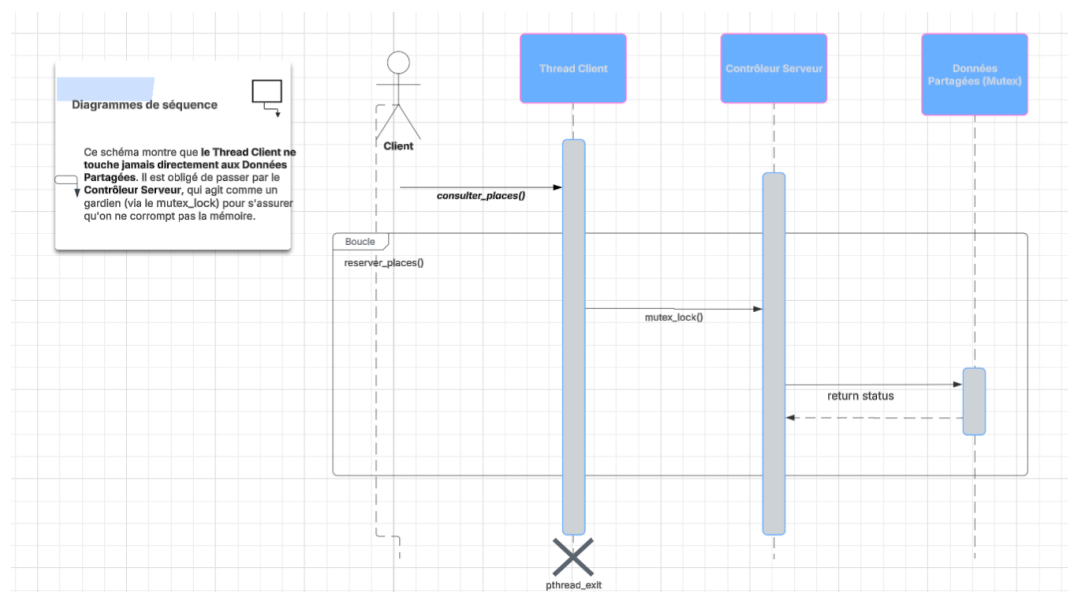 Diagrammes de séquence
Ce schéma montre que le Thread Client ne
touche jamais directement aux Données
Partagées. Il est obligé de passer par le
Contrôleur Serveur, qui agit comme un
gardien (via le mutex_lock) pour s'assurer
qu'on ne corrompt pas la mémoire.
Client
Thread Client
Contrôleur Serveur
Données
Partagées (Mutex)
consulter_places()
Boucle
reserver_places()
mutex_lock()
return status
pthread_exit